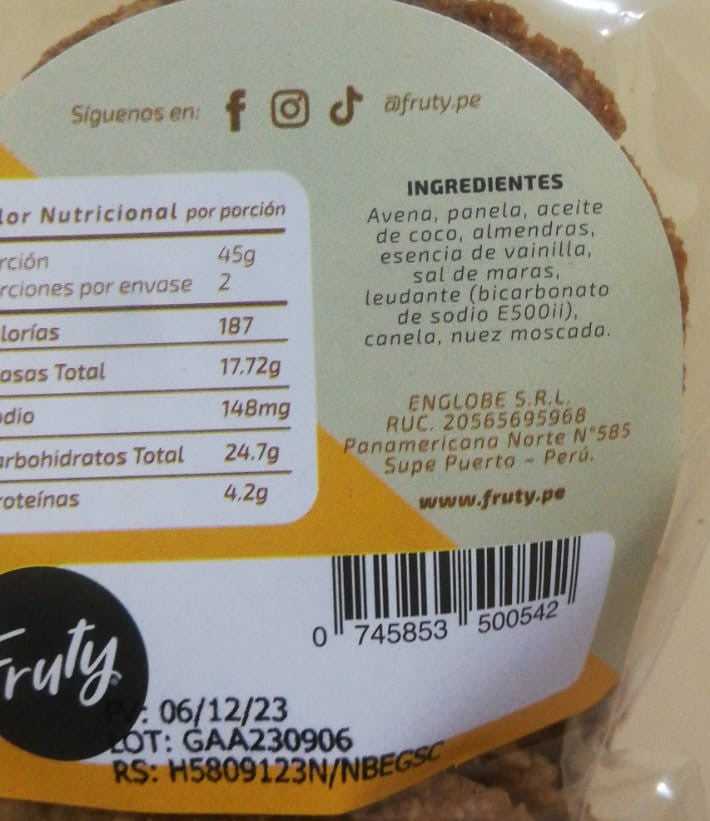 Síguenos en: @fruty.pe
lor Nutricional por porción
rción 45g
rciones por envase 2
lorías 187
asas Total 17.72g
dio 148mg
arbohidratos Total 24.7g
roteínas 4.2g
INGREDIENTES
Avena, panela, aceite
de coco, almendras,
esencia de vainilla,
sal de maras,
leudante (bicarbonato
de sodio E500ii),
canela, nuez moscada.
ENGLOBE S.R.L.
RUC. 20565695968
Panamericana Norte N°585
Supe Puerto - Perú.
www.fruty.pe
0 745853 500542
Fruty
FV: 06/12/23
LOT: GAA230906
RS: H5809123N/NBEGSC